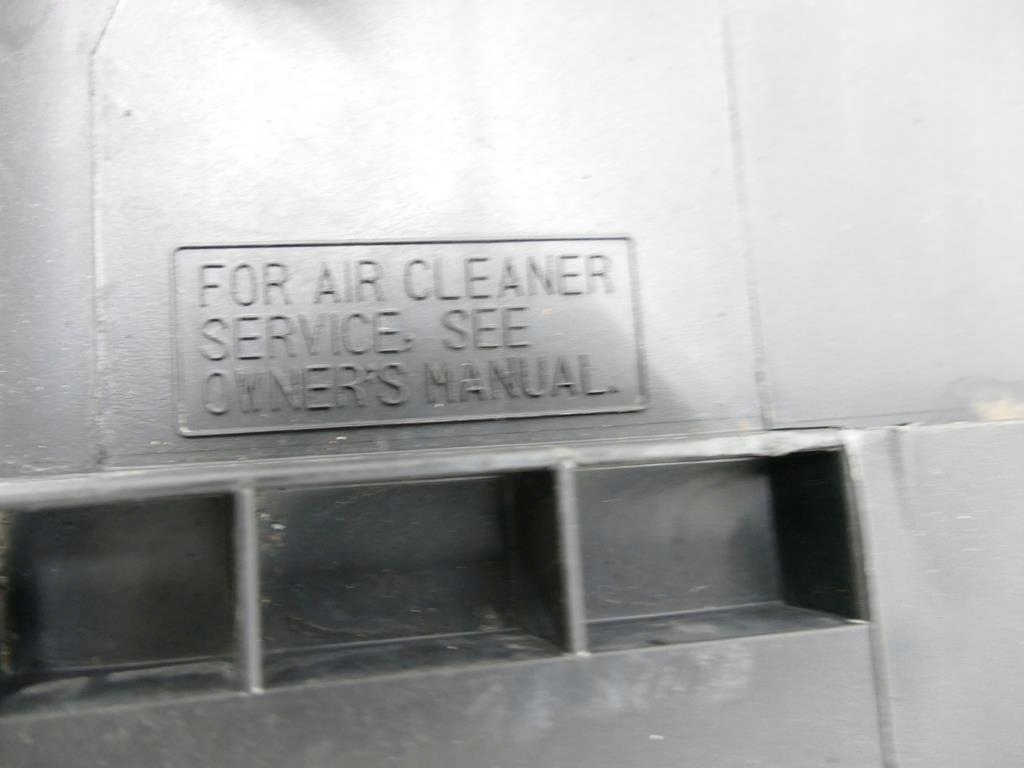 FOR AIR CLEANER
SERVICE, SEE
OWNER'S MANUAL.